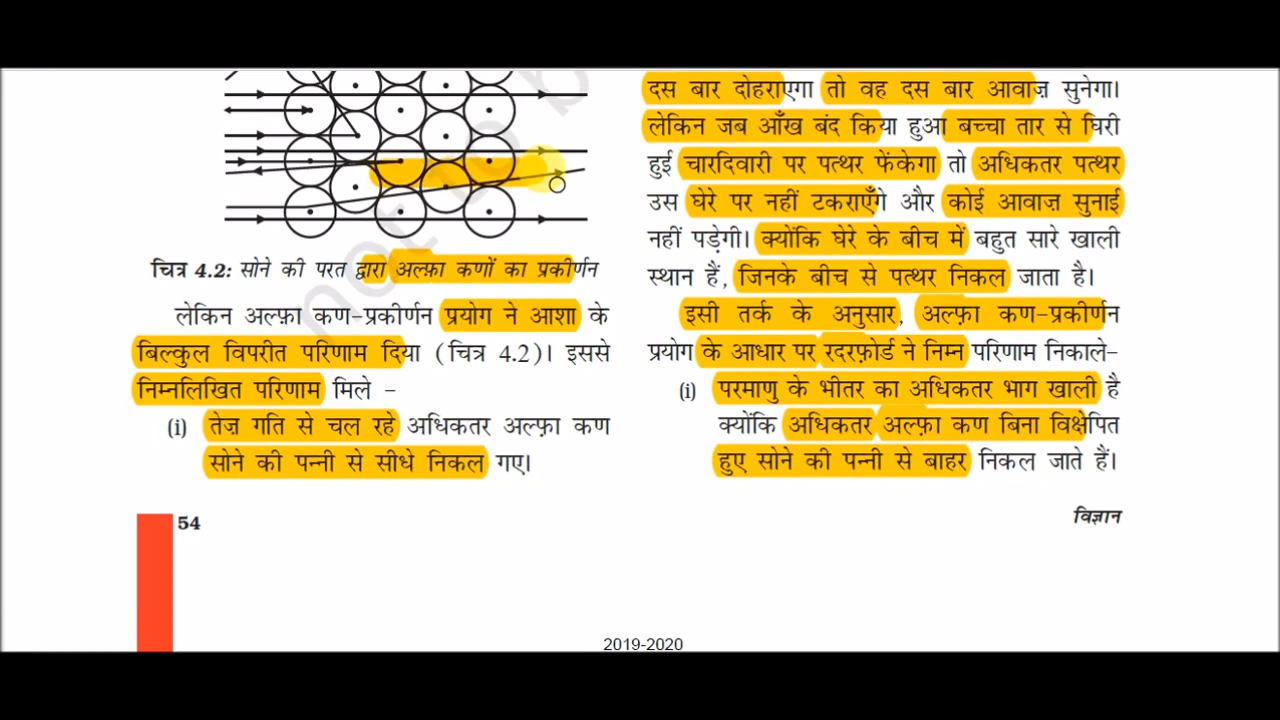 चित्र 4.2: सोने की परत द्वारा अल्फ़ा कणों का प्रकीर्णन
लेकिन अल्फ़ा कण-प्रकीर्णन प्रयोग ने आशा के
बिल्कुल विपरीत परिणाम दिया (चित्र 4.2)। इससे
निम्नलिखित परिणाम मिले -
(i) तेज़ गति से चल रहे अधिकतर अल्फ़ा कण
सोने की पन्नी से सीधे निकल गए।
दस बार दोहराएगा तो वह दस बार आवाज़ सुनेगा।
लेकिन जब आँख बंद किया हुआ बच्चा तार से घिरी
हुई चारदिवारी पर पत्थर फेंकेगा तो अधिकतर पत्थर
उस घेरे पर नहीं टकराएँगे और कोई आवाज़ सुनाई
नहीं पड़ेगी। क्योंकि घेरे के बीच में बहुत सारे खाली
स्थान हैं, जिनके बीच से पत्थर निकल जाता है।
इसी तर्क के अनुसार, अल्फ़ा कण-प्रकीर्णन
प्रयोग के आधार पर रदरफ़ोर्ड ने निम्न परिणाम निकाले-
(i) परमाणु के भीतर का अधिकतर भाग खाली है
क्योंकि अधिकतर अल्फ़ा कण बिना विक्षेपित
हुए सोने की पन्नी से बाहर निकल जाते हैं।
54
विज्ञान
2019-2020
not to b